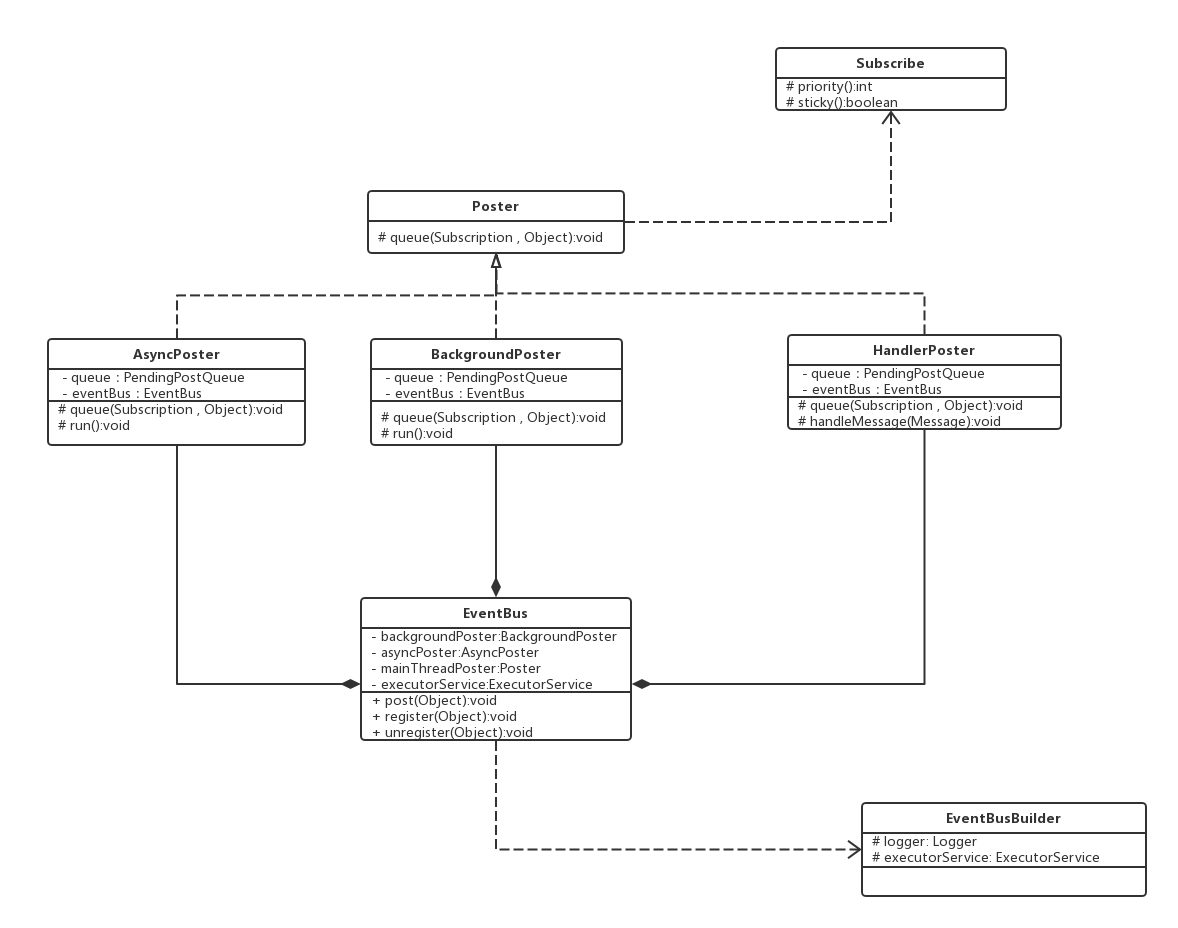 Subscribe
# priority():int
# sticky():boolean
Poster
# queue(Subscription , Object):void
AsyncPoster
- queue : PendingPostQueue
- eventBus : EventBus
# queue(Subscription , Object):void
# run():void
BackgroundPoster
- queue : PendingPostQueue
- eventBus : EventBus
# queue(Subscription , Object):void
# run():void
HandlerPoster
- queue : PendingPostQueue
- eventBus : EventBus
# queue(Subscription , Object):void
# handleMessage(Message):void
EventBus
- backgroundPoster:BackgroundPoster
- asyncPoster:AsyncPoster
- mainThreadPoster:Poster
- executorService:ExecutorService
+ post(Object):void
+ register(Object):void
+ unregister(Object):void
EventBusBuilder
# logger: Logger
# executorService: ExecutorService